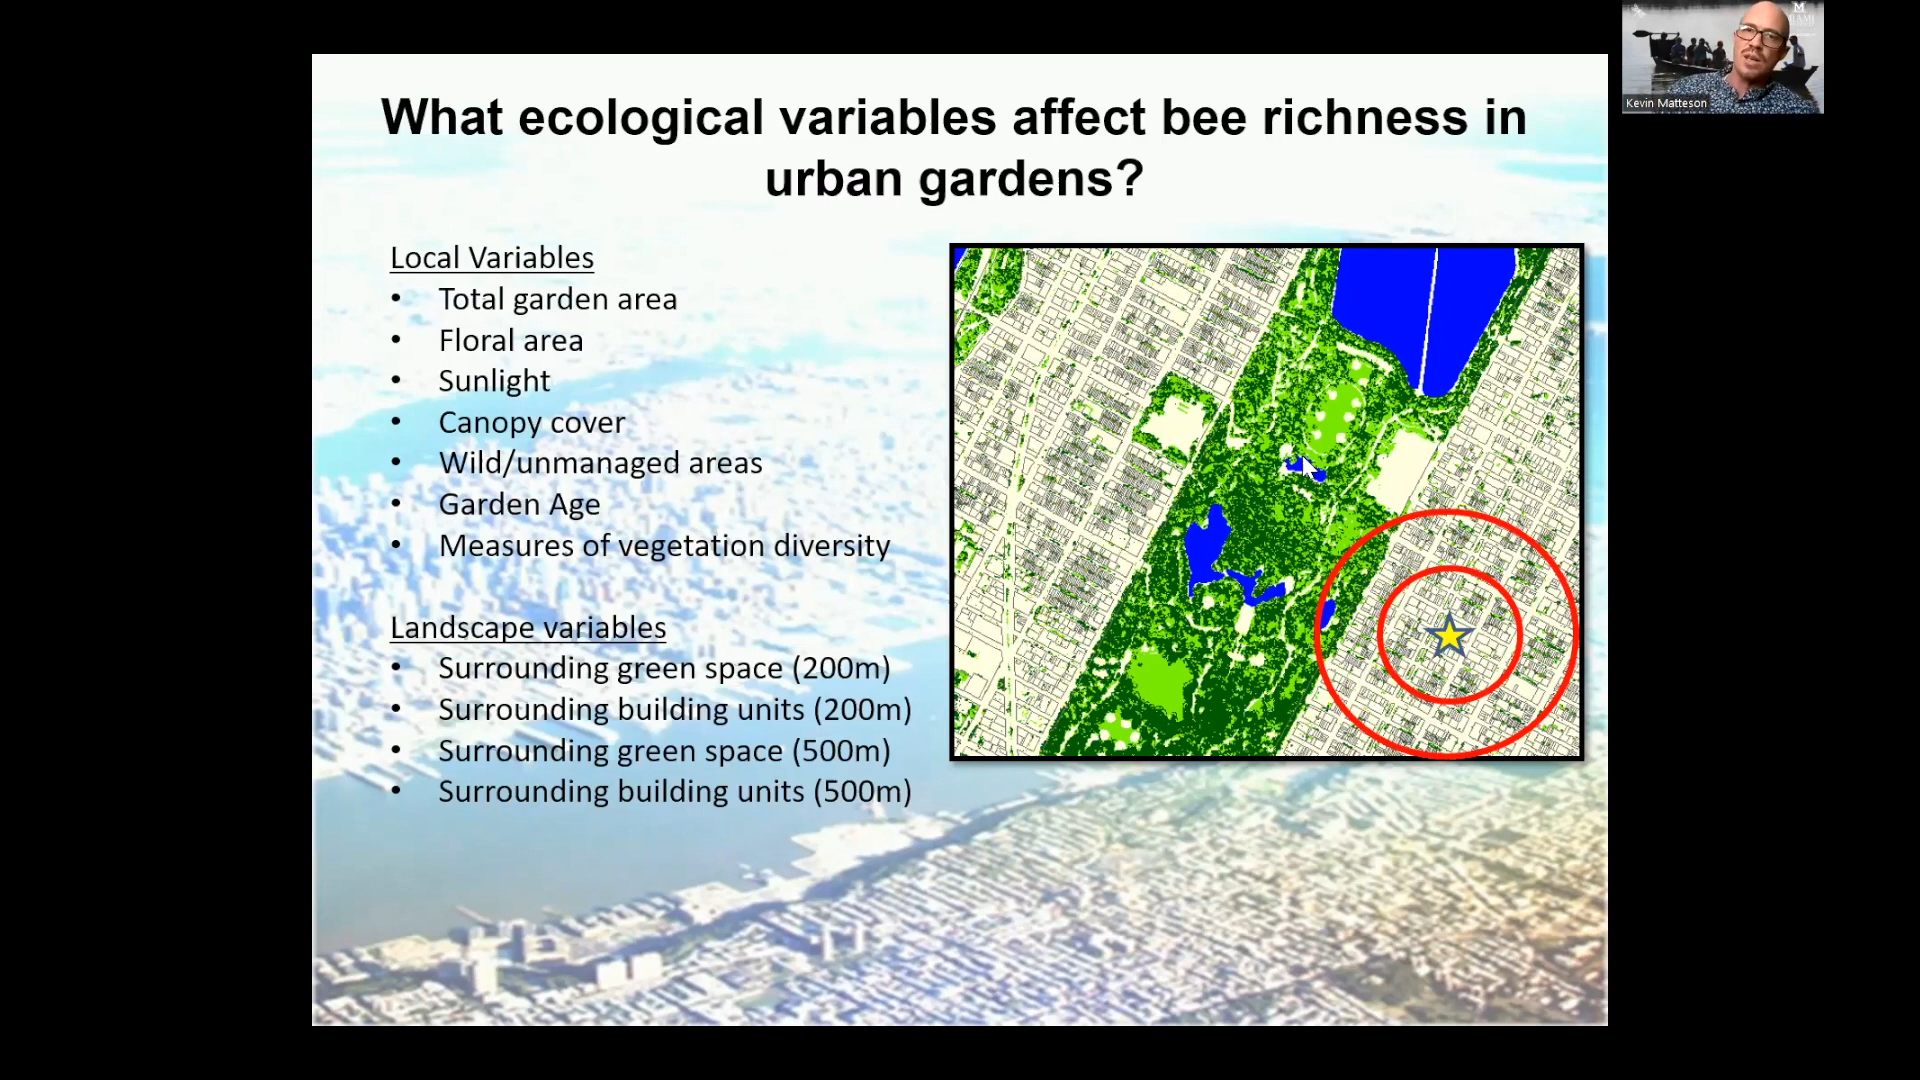 What ecological variables affect bee richness in
urban gardens?
Local Variables
• Total garden area
• Floral area
• Sunlight
• Canopy cover
• Wild/unmanaged areas
• Garden Age
• Measures of vegetation diversity
Landscape variables
• Surrounding green space (200m)
• Surrounding building units (200m)
• Surrounding green space (500m)
• Surrounding building units (500m)
Kevin Matteson